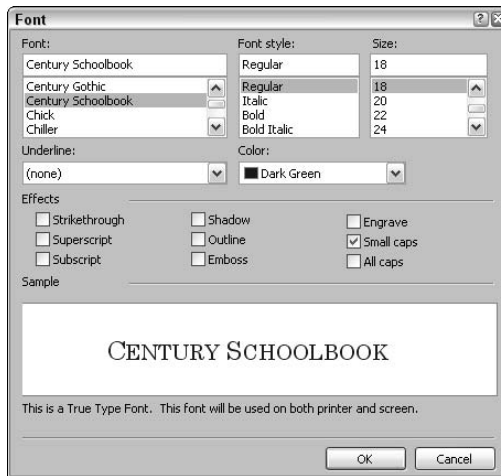 Font
Font: Font style: Size:
Century Schoolbook Regular 18
Century Gothic Regular 18
Century Schoolbook Italic 20
Chick Bold 22
Chiller Bold Italic 24
Underline: Color:
(none) Dark Green
Effects
Strikethrough Shadow Engrave
Superscript Outline Small caps
Subscript Emboss All caps
Sample
CENTURY SCHOOLBOOK
This is a True Type Font. This font will be used on both printer and screen.
OK Cancel